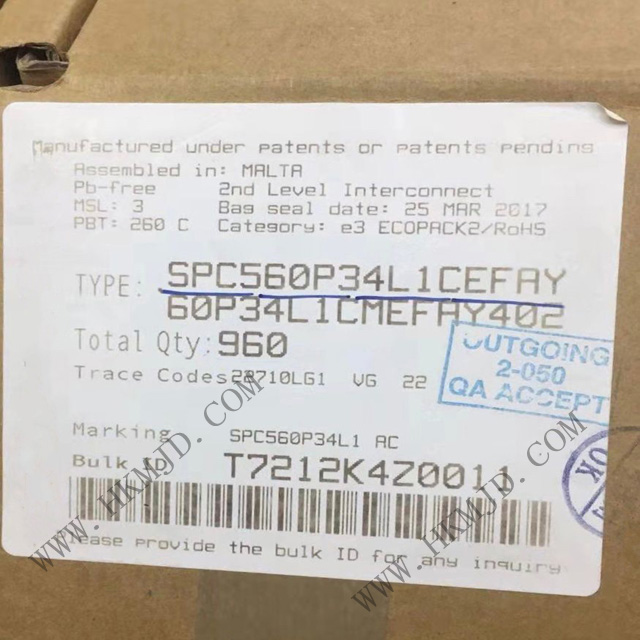 Manufactured under patents or patents pending
Assembled in: MALTA
Pb-free 2nd Level Interconnect
MSL: 3 Bag seal date: 25 MAR 2017
PBT: 260 C Category: e3 ECOPACK2/RoHS
TYPE: SPC560P34L1CEFAY
60P34L1CMEFAY402
Total Qty: 960
OUTGOING
2-050
QA ACCEPT
Trace Codes VG 22
Marking SPC560P34L1 AC
Bulk ID T7212K4Z0011
OK
Please provide the bulk ID for any inquiry
WWW.HKMJD.COM
WWW.HKMJD.COM